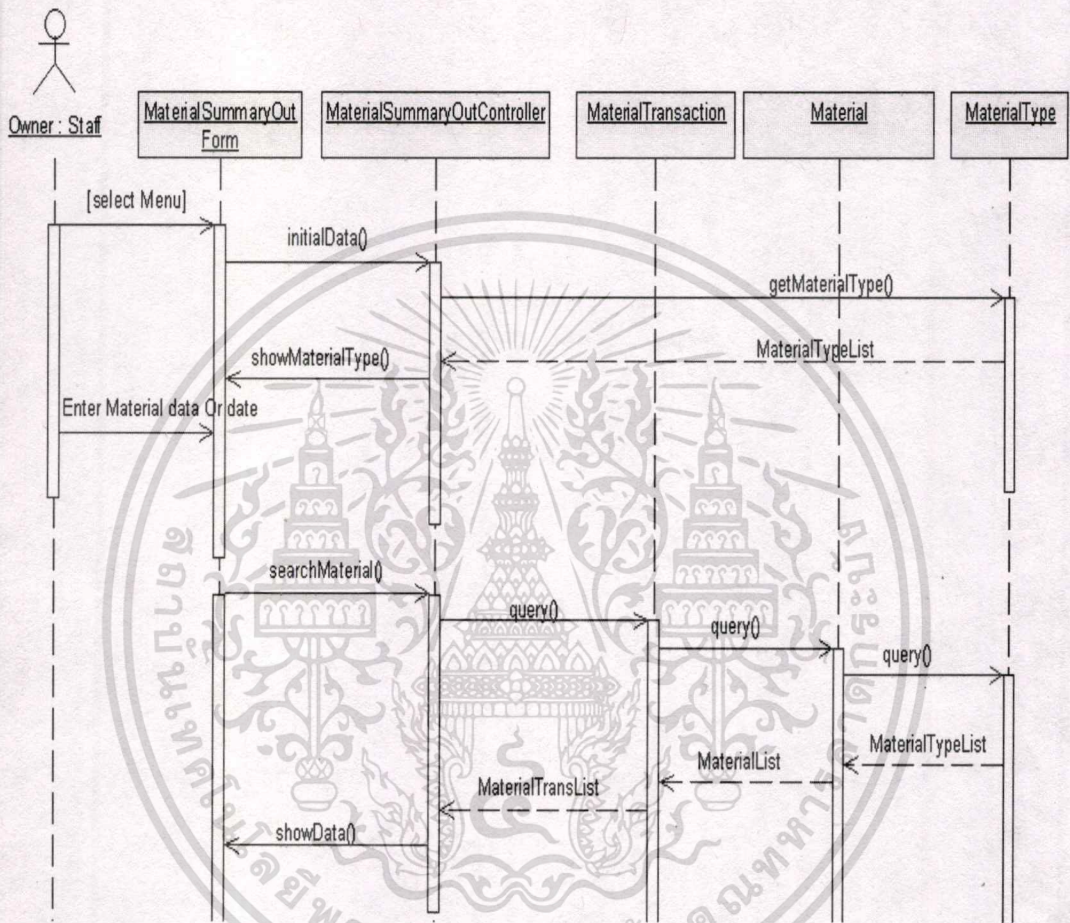 Owner : Staff
MaterialSummaryOut
Form
MaterialSummaryOutController
MaterialTransaction
Material
MaterialType
[select Menu]
initialData()
getMaterialType()
MaterialTypeList
showMaterialType()
Enter Material data Or date
searchMaterial()
query()
query()
query()
MaterialTypeList
MaterialList
MaterialTransList
showData()